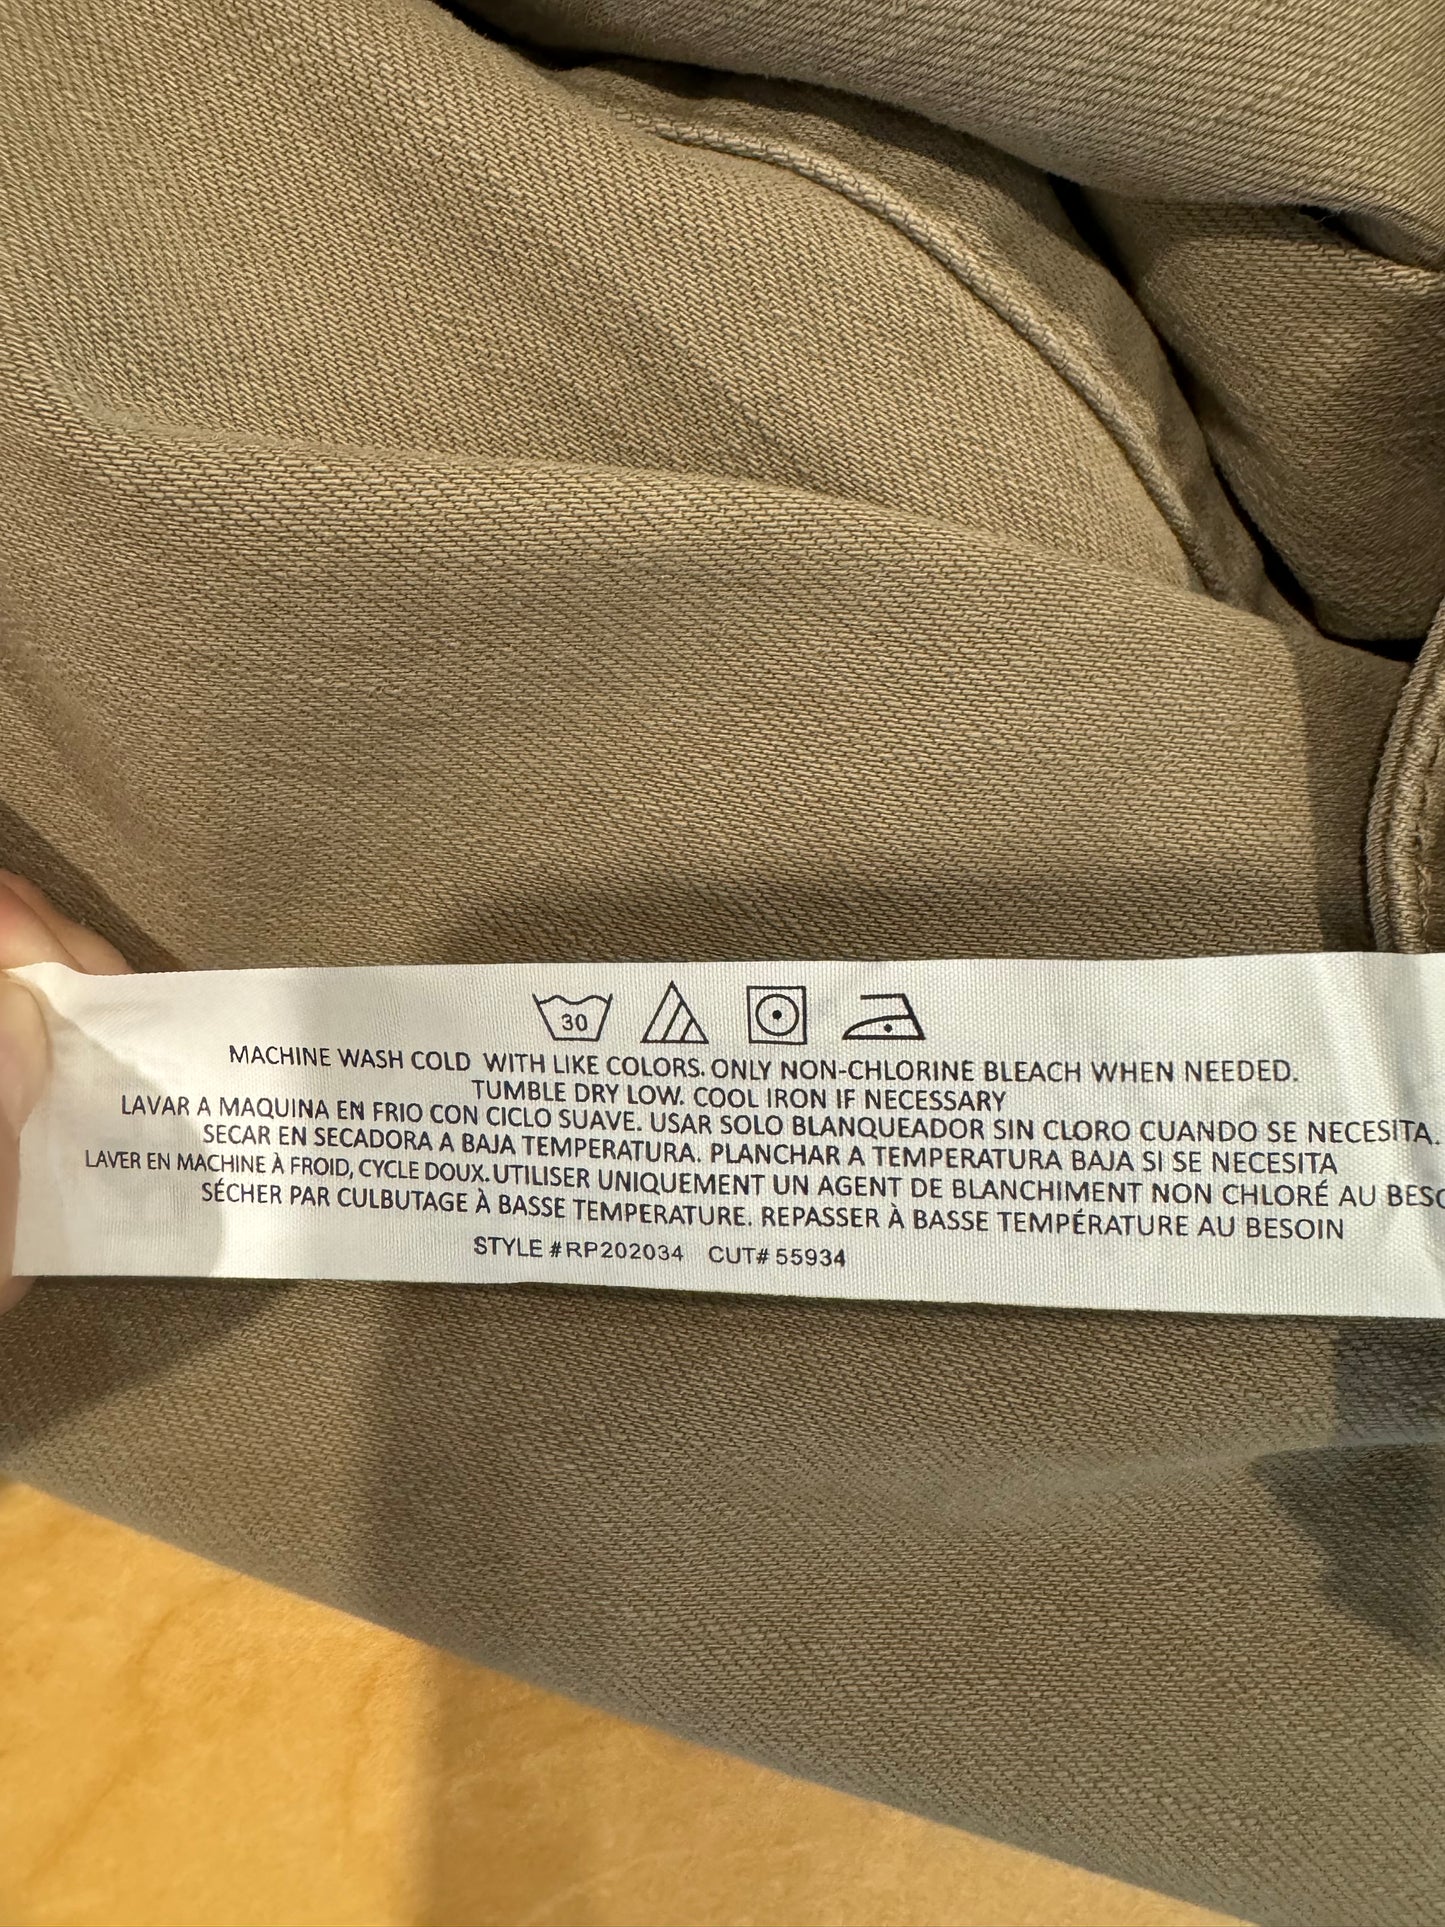 30
MACHINE WASH COLD WITH LIKE COLORS. ONLY NON-CHLORINE BLEACH WHEN NEEDED.
TUMBLE DRY LOW. COOL IRON IF NECESSARY
LAVAR A MAQUINA EN FRIO CON CICLO SUAVE. USAR SOLO BLANQUEADOR SIN CLORO CUANDO SE NECESITA.
SECAR EN SECADORA A BAJA TEMPERATURA. PLANCHAR A TEMPERATURA BAJA SI SE NECESITA
LAVER EN MACHINE À FROID, CYCLE DOUX. UTILISER UNIQUEMENT UN AGENT DE BLANCHIMENT NON CHLORÉ AU
SÉCHER PAR CULBUTAGE À BASSE TEMPERATURE. REPASSER À BASSE TEMPÉRATURE AU BESOIN
STYLE #RP202034 CUT# 55934